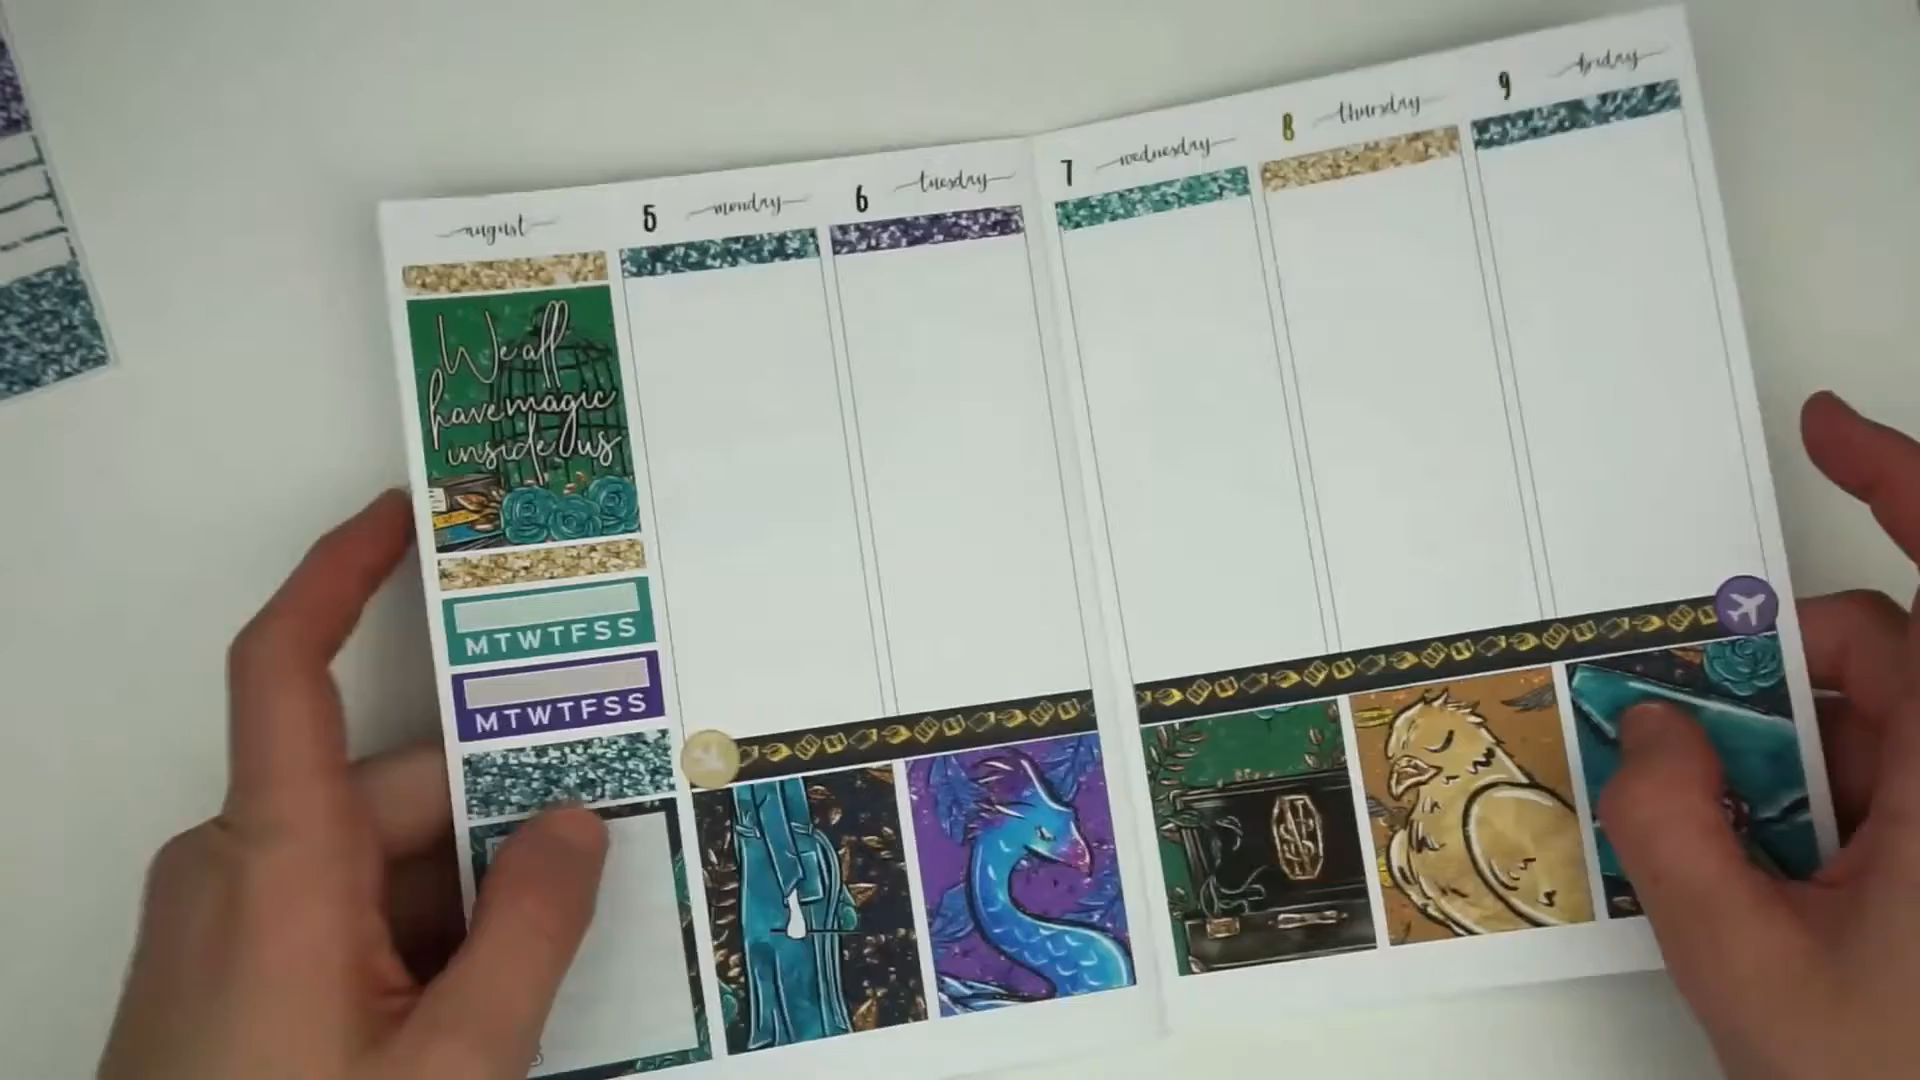 august
5 monday
6 tuesday
7 wednesday
8 thursday
9 friday
We all
have magic
inside us
MTWTFSS
MTWTFSS